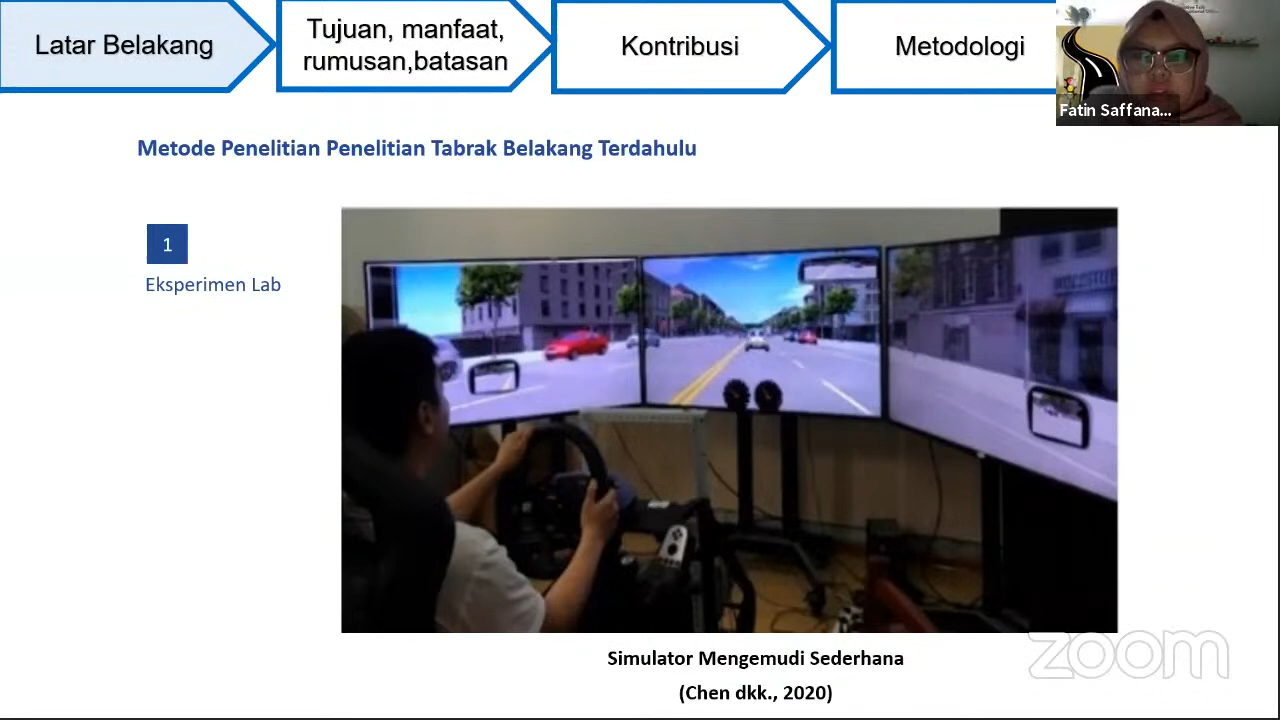 Latar Belakang
Tujuan, manfaat,
rumusan,batasan
Kontribusi
Metodologi
Fatin Saffana...
Metode Penelitian Penelitian Tabrak Belakang Terdahulu
1
Eksperimen Lab
Simulator Mengemudi Sederhana
(Chen dkk., 2020)
zoom